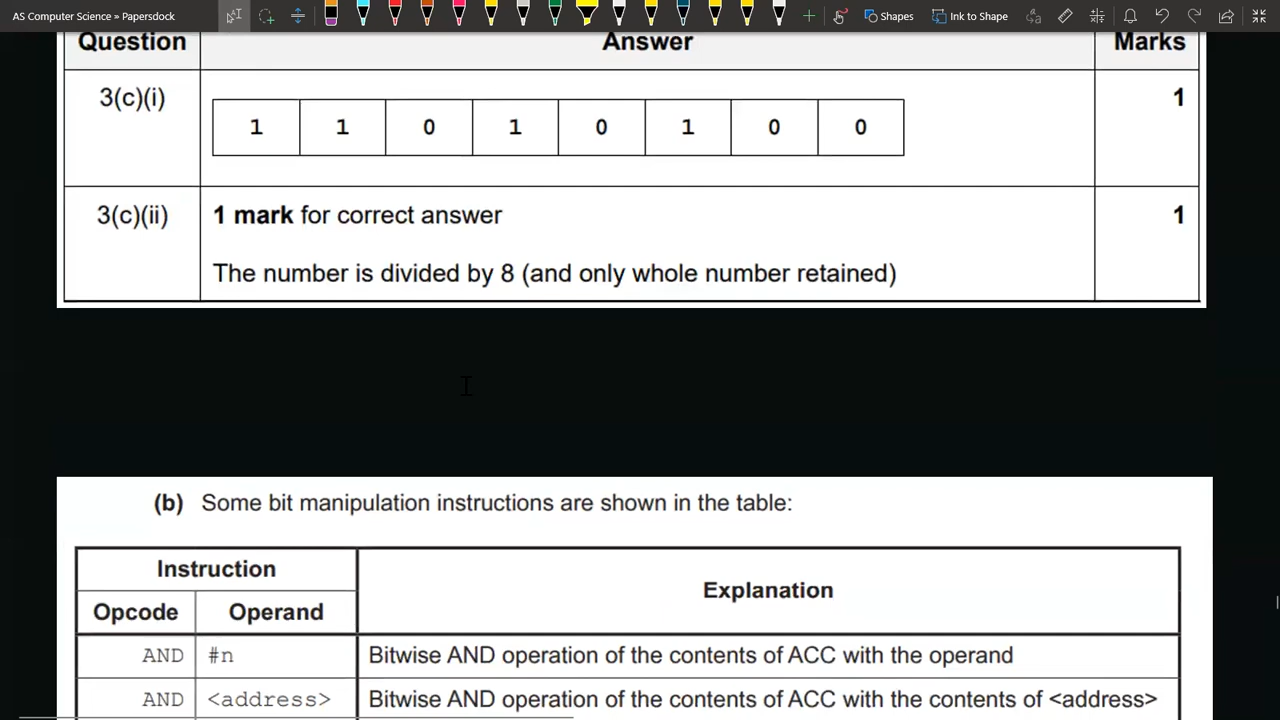 AS Computer Science » Papersdock
Shapes
Ink to Shape
Question Answer Marks
3(c)(i) 1 1 0 1 0 1 0 0 1
3(c)(ii) 1 mark for correct answer 1
The number is divided by 8 (and only whole number retained)
(b) Some bit manipulation instructions are shown in the table:
Instruction Explanation
Opcode Operand
AND #n Bitwise AND operation of the contents of ACC with the operand
AND <address> Bitwise AND operation of the contents of ACC with the contents of <address>